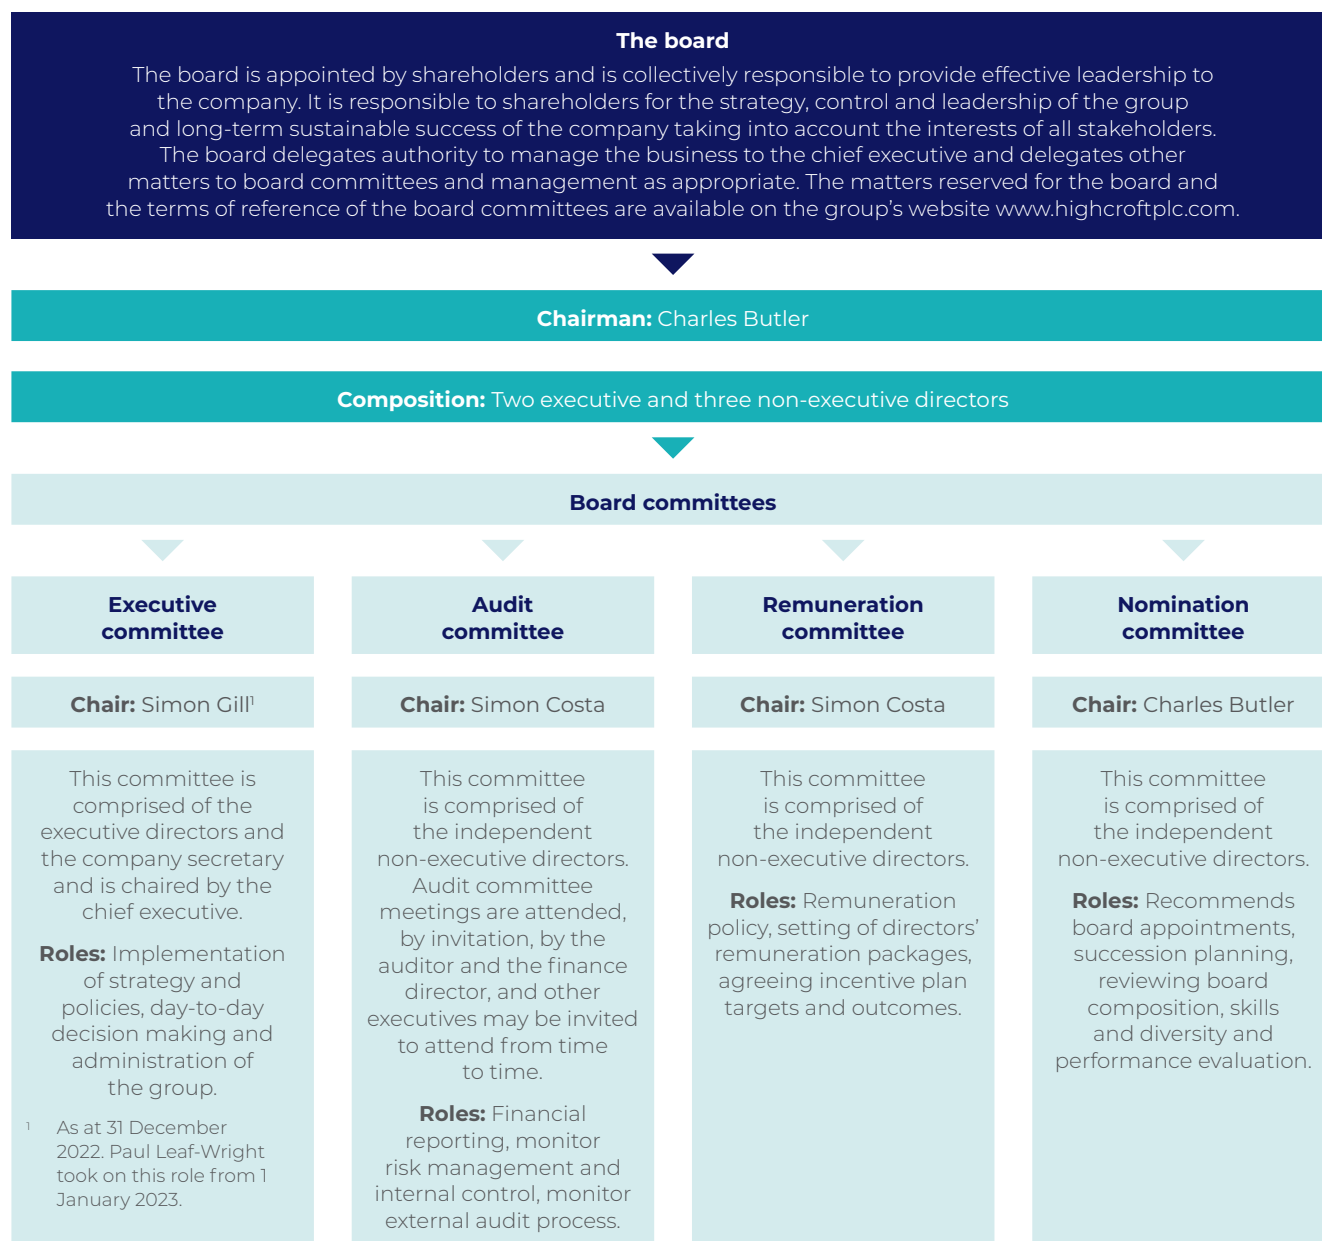 The board
The board is appointed by shareholders and is collectively responsible to provide effective leadership to
the company. It is responsible to shareholders for the strategy, control and leadership of the group
and long-term sustainable success of the company taking into account the interests of all stakeholders.
The board delegates authority to manage the business to the chief executive and delegates other
matters to board committees and management as appropriate. The matters reserved for the board and
the terms of reference of the board committees are available on the group’s website www.highcroftplc.com.
Chairman: Charles Butler
Composition: Two executive and three non-executive directors
Board committees
Executive
committee
Chair: Simon Gill¹
This committee is
comprised of the
executive directors and
the company secretary
and is chaired by the
chief executive.
Roles: Implementation
of strategy and
policies, day-to-day
decision making and
administration of
the group.
¹ As at 31 December
2022. Paul Leaf-Wright
took on this role from 1
January 2023.
Audit
committee
Chair: Simon Costa
This committee
is comprised of
the independent
non-executive directors.
Audit committee
meetings are attended,
by invitation, by the
auditor and the finance
director, and other
executives may be invited
to attend from time
to time.
Roles: Financial
reporting, monitor
risk management and
internal control, monitor
external audit process.
Remuneration
committee
Chair: Simon Costa
This committee
is comprised of
the independent
non-executive directors.
Roles: Remuneration
policy, setting of directors’
remuneration packages,
agreeing incentive plan
targets and outcomes.
Nomination
committee
Chair: Charles Butler
This committee
is comprised of
the independent
non-executive directors.
Roles: Recommends
board appointments,
succession planning,
reviewing board
composition, skills
and diversity and
performance evaluation.